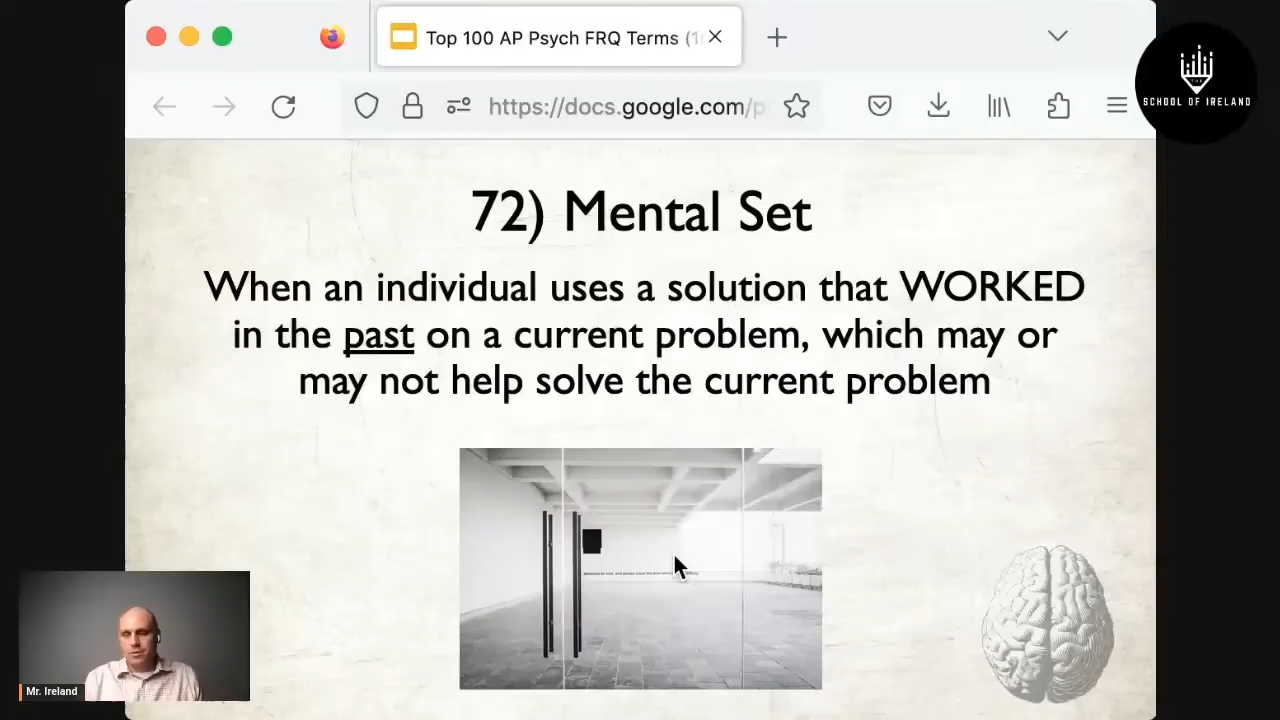 Top 100 AP Psych FRQ Terms (1
https://docs.google.com/p
THE
SCHOOL OF IRELAND
72) Mental Set
When an individual uses a solution that WORKED
in the past on a current problem, which may or
may not help solve the current problem
Mr. Ireland